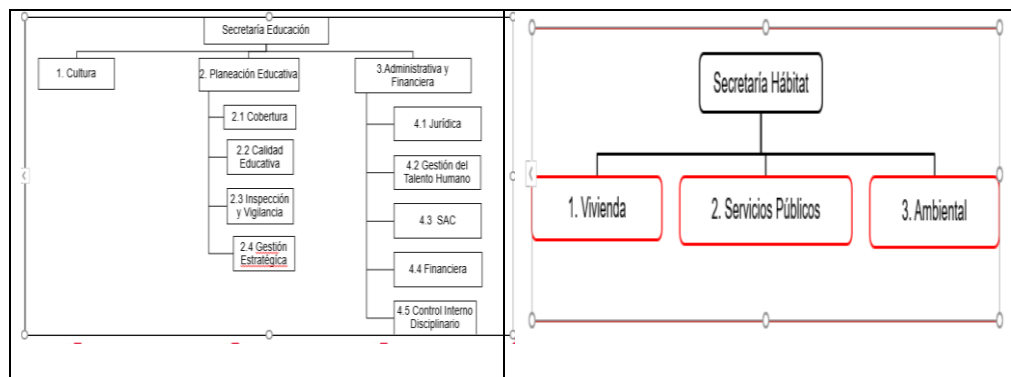 Secretaría Educación
1. Cultura
2. Planeación Educativa
3.Administrativa y
Financiera
2.1 Cobertura
2.2 Calidad
Educativa
2.3 Inspección
y Vigilancia
2.4 Gestión
Estratégica
4.1 Jurídica
4.2 Gestión del
Talento Humano
4.3 SAC
4.4 Financiera
4.5 Control Interno
Disciplinario
Secretaría Hábitat
1. Vivienda
2. Servicios Públicos
3. Ambiental